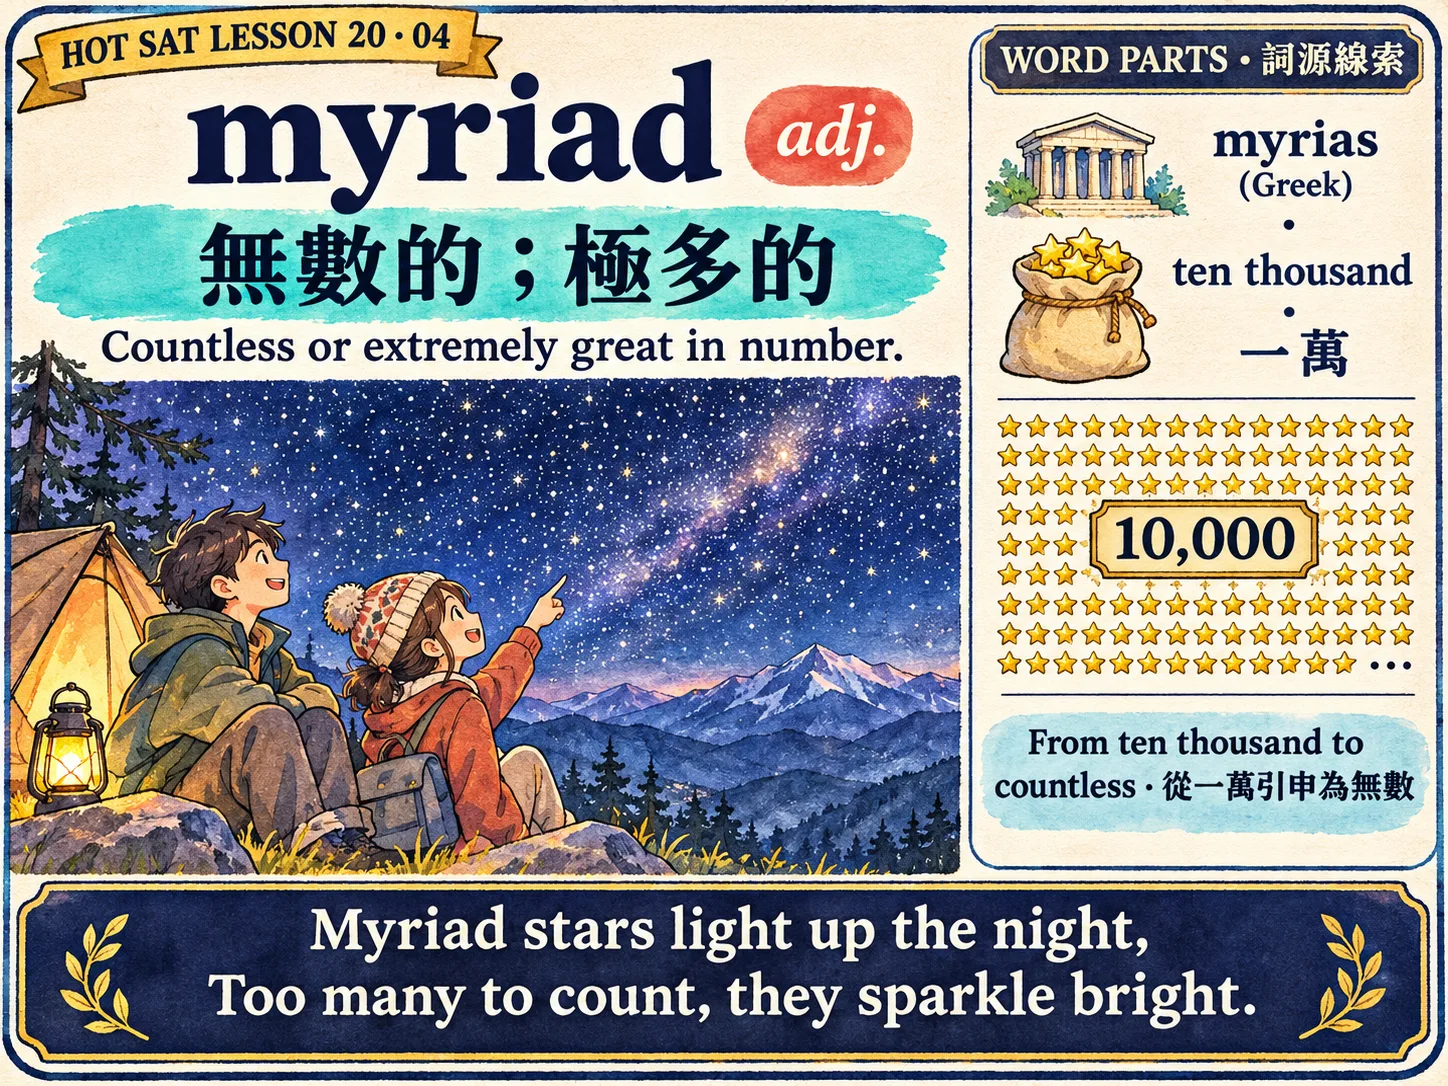 HOT SAT LESSON 20 · 04
myriad adj.
無數的；極多的
Countless or extremely great in number.
WORD PARTS · 詞源線索
myrias
(Greek)
•
ten thousand
•
一萬
10,000
...
From ten thousand to
countless · 從一萬引申為無數
Myriad stars light up the night,
Too many to count, they sparkle bright.